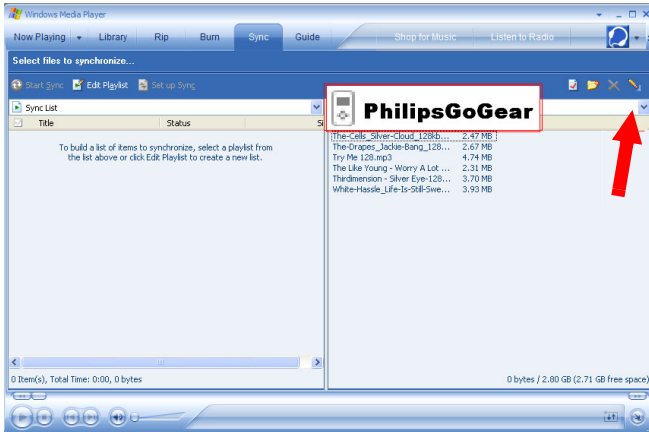 Windows Media Player
Now Playing Library Rip Burn Sync Guide Shop for Music Listen to Radio
Select files to synchronize...
Start Sync Edit Playlist Set up Sync
Sync List
PhilipsGoGear
Title Status Si
To build a list of items to synchronize, select a playlist from
the list above or click Edit Playlist to create a new list.
The-Cells_Silver-Cloud_128kb... 2.47 MB
The-Drapes_Jackie-Bang_128... 2.67 MB
Try Me 128.mp3 4.74 MB
The Like Young - Worry A Lot ... 2.31 MB
Thirdimension - Silver Eye-128... 3.70 MB
White-Hassle_Life-Is-Still-Swe... 3.93 MB
0 Item(s), Total Time: 0:00, 0 bytes
0 bytes / 2.80 GB (2.71 GB free space)